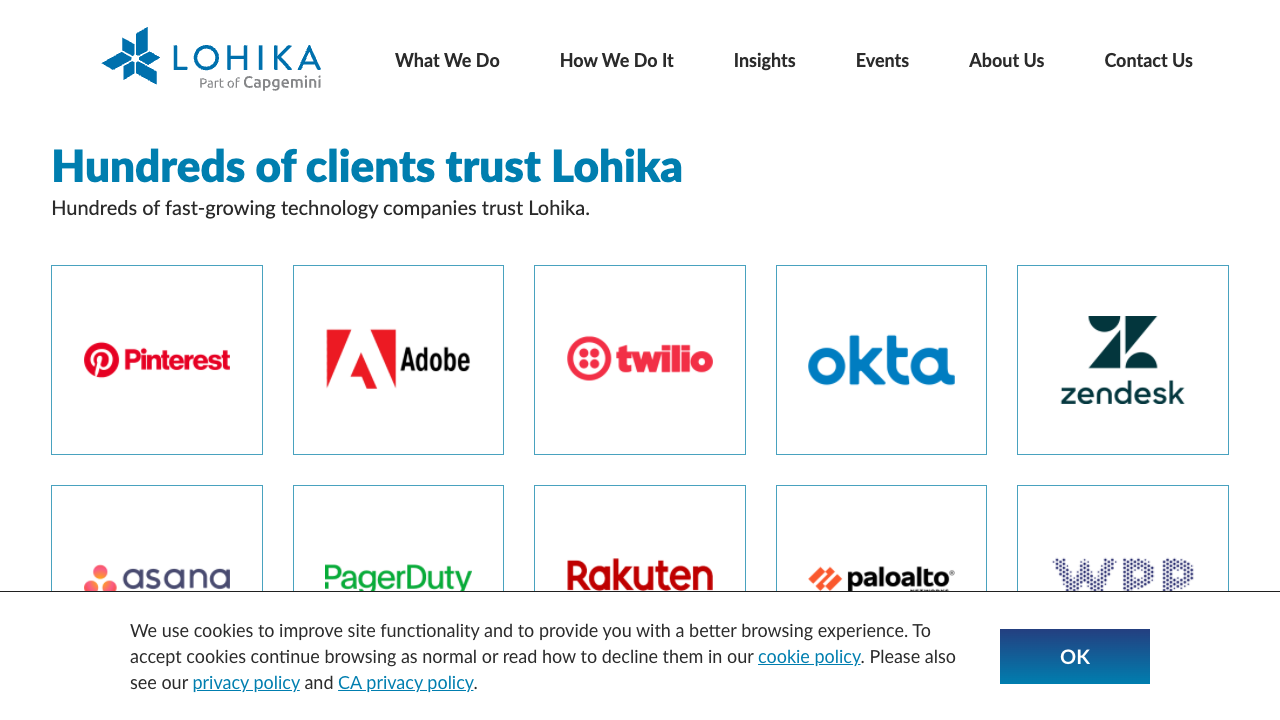 LOHIKA
Part of Capgemini
What We Do
How We Do It
Insights
Events
About Us
Contact Us
Hundreds of clients trust Lohika
Hundreds of fast-growing technology companies trust Lohika.
Pinterest
Adobe
twilio
okta
zendesk
asana
PagerDuty
Rakuten
paloalto
WPP
We use cookies to improve site functionality and to provide you with a better browsing experience. To
accept cookies continue browsing as normal or read how to decline them in our cookie policy. Please also
see our privacy policy and CA privacy policy.
OK